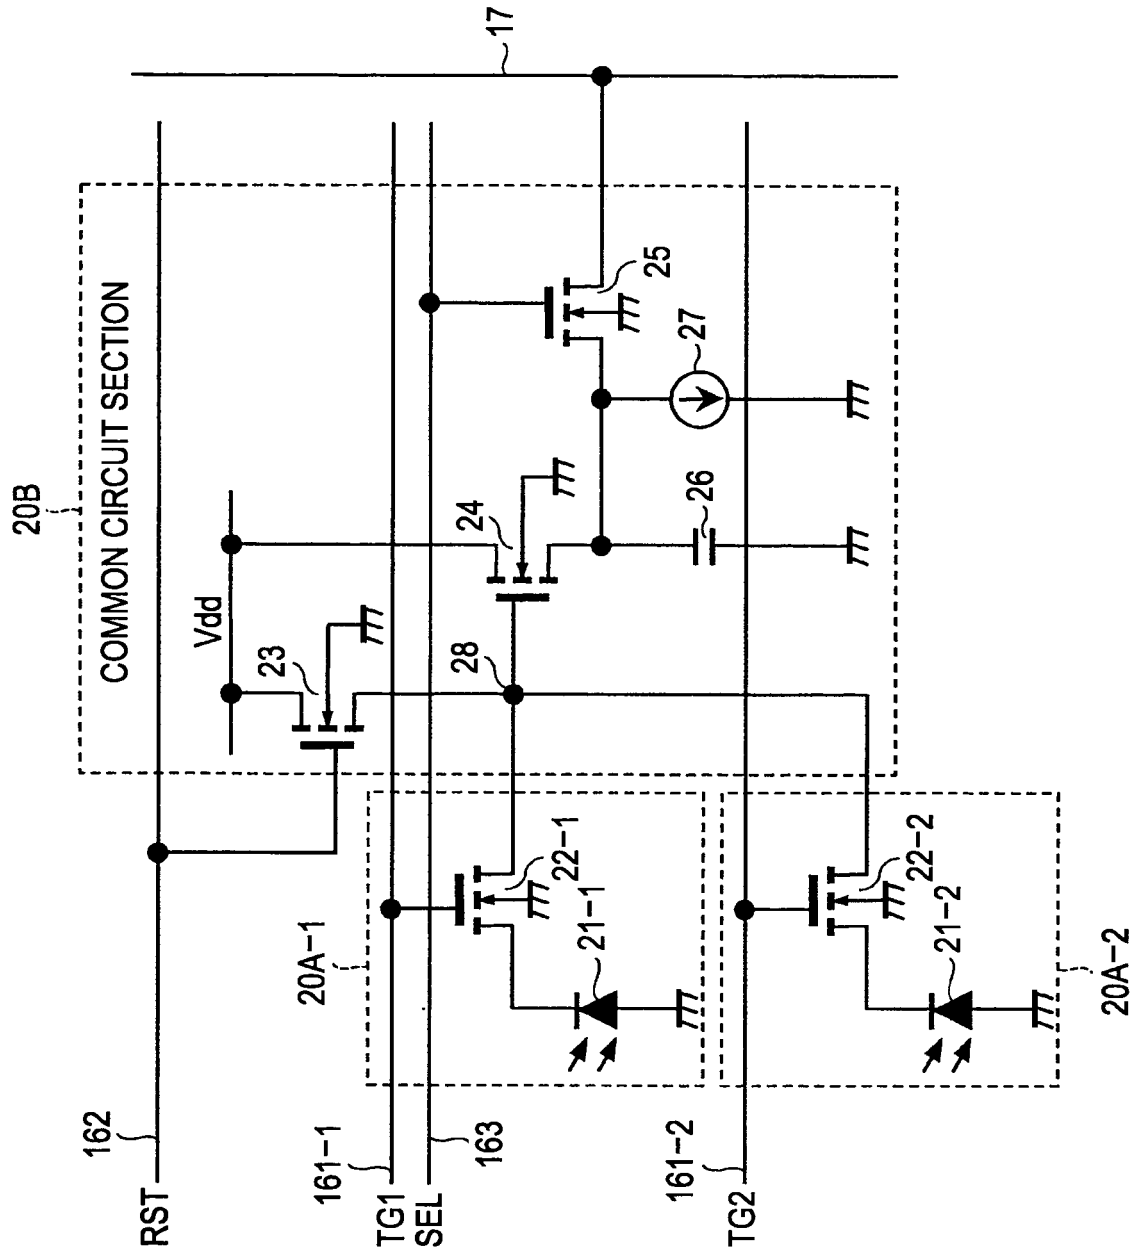 17
20B
COMMON CIRCUIT SECTION
Vdd
23
24
25
26
27
28
22-1
21-1
20A-1
22-2
21-2
20A-2
162
RST
161-1
TG1
163
SEL
161-2
TG2